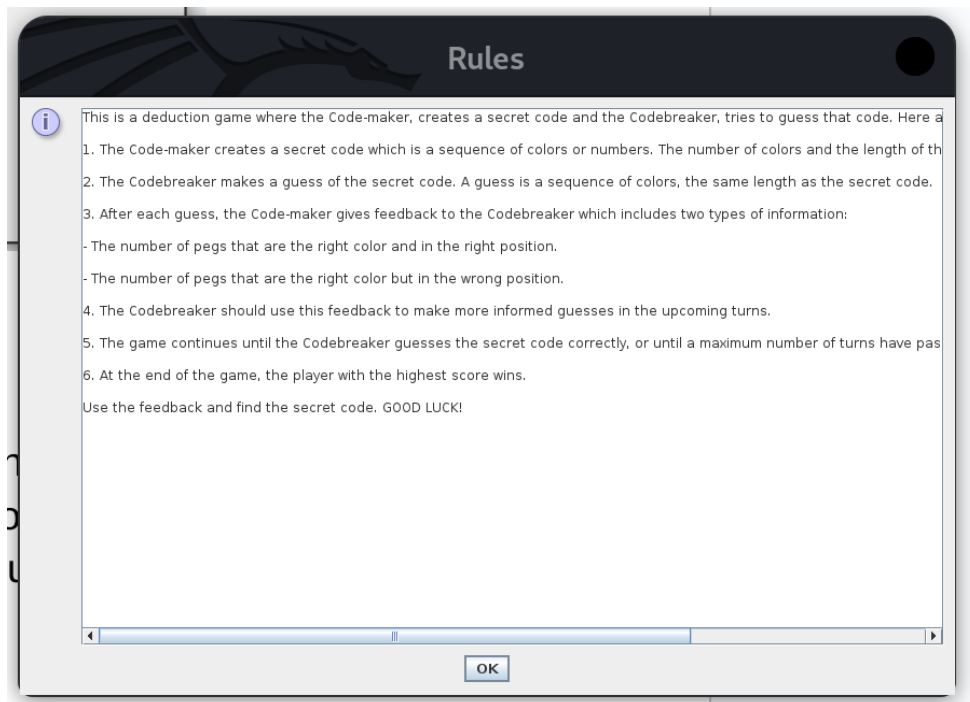 Rules
This is a deduction game where the Code-maker, creates a secret code and the Codebreaker, tries to guess that code. Here a
1. The Code-maker creates a secret code which is a sequence of colors or numbers. The number of colors and the length of th
2. The Codebreaker makes a guess of the secret code. A guess is a sequence of colors, the same length as the secret code.
3. After each guess, the Code-maker gives feedback to the Codebreaker which includes two types of information:
- The number of pegs that are the right color and in the right position.
- The number of pegs that are the right color but in the wrong position.
4. The Codebreaker should use this feedback to make more informed guesses in the upcoming turns.
5. The game continues until the Codebreaker guesses the secret code correctly, or until a maximum number of turns have pas
6. At the end of the game, the player with the highest score wins.
Use the feedback and find the secret code. GOOD LUCK!
OK